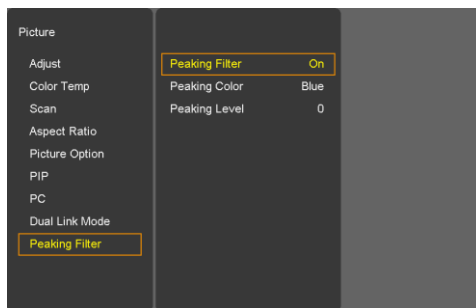 Picture
Adjust
Color Temp
Scan
Aspect Ratio
Picture Option
PIP
PC
Dual Link Mode
Peaking Filter
Peaking Filter On
Peaking Color Blue
Peaking Level 0